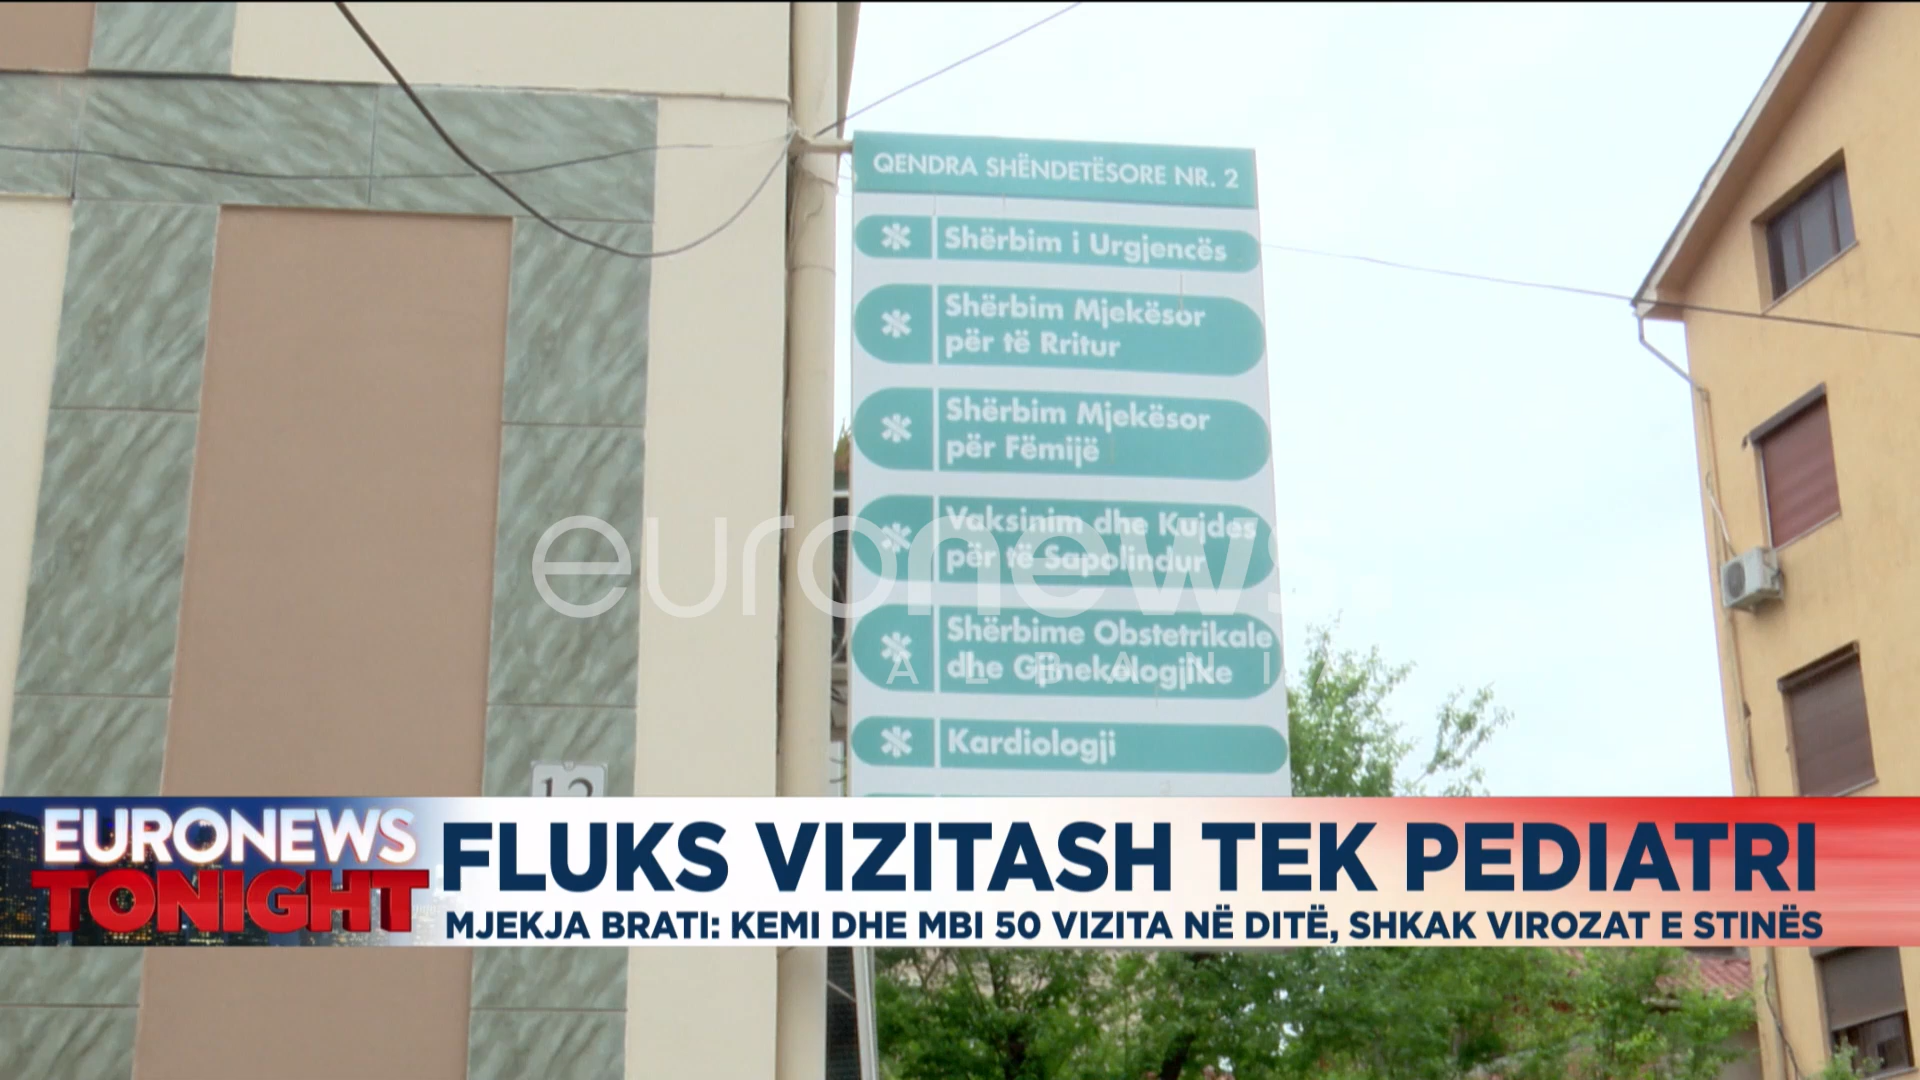 QENDRA SHËNDETËSORE NR. 2
Shërbim i Urgjencës
Shërbim Mjekësor
për të Rritur
Shërbim Mjekësor
për Fëmijë
Vaksinim dhe Kujdes
për të Sapolindur
Shërbime Obstetrikale
dhe Gjinekologjike
Kardiologji
euronews
ALBANIA
12
EURONEWS
TONIGHT
FLUKS VIZITASH TEK PEDIATRI
MJEKJA BRATI: KEMI DHE MBI 50 VIZITA NË DITË, SHKAK VIROZAT E STINËS